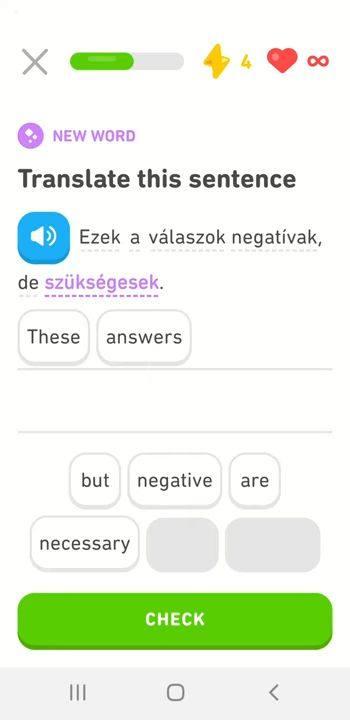 4 ∞
NEW WORD
Translate this sentence
Ezek a válaszok negatívak,
de szükségesek.
These answers
but negative are
necessary
CHECK